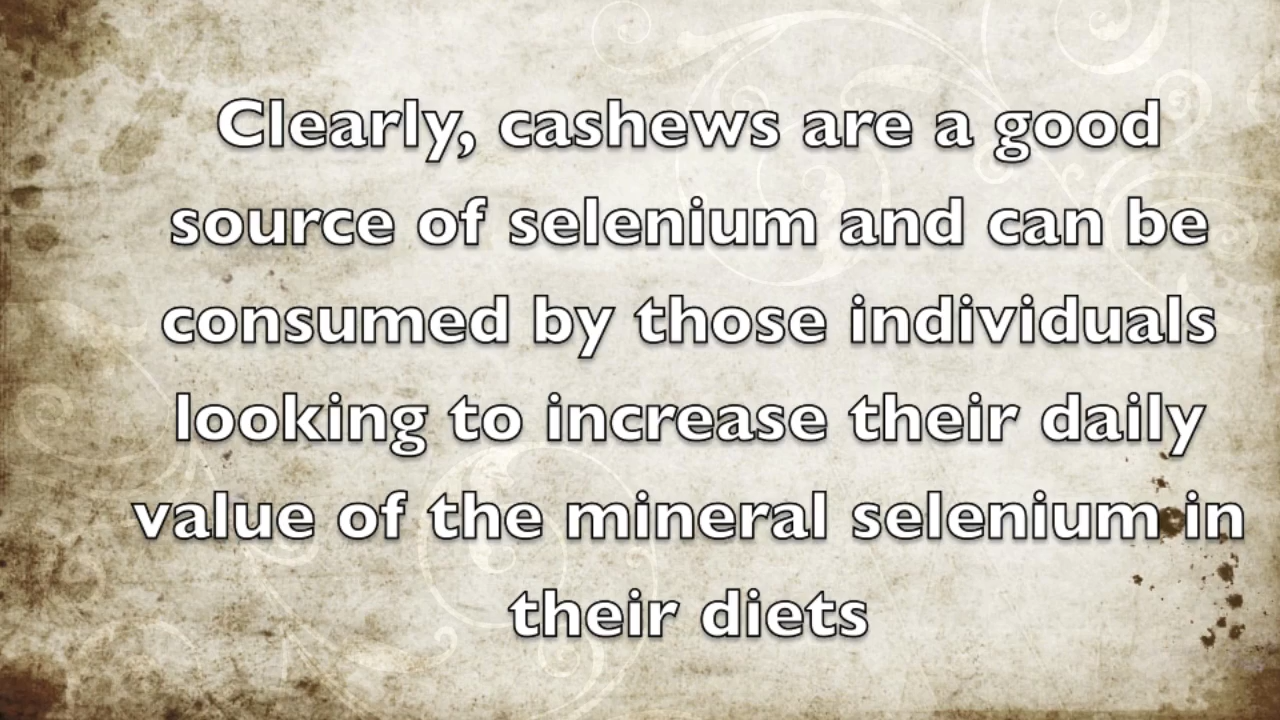 Clearly, cashews are a good
source of selenium and can be
consumed by those individuals
looking to increase their daily
value of the mineral selenium in
their diets